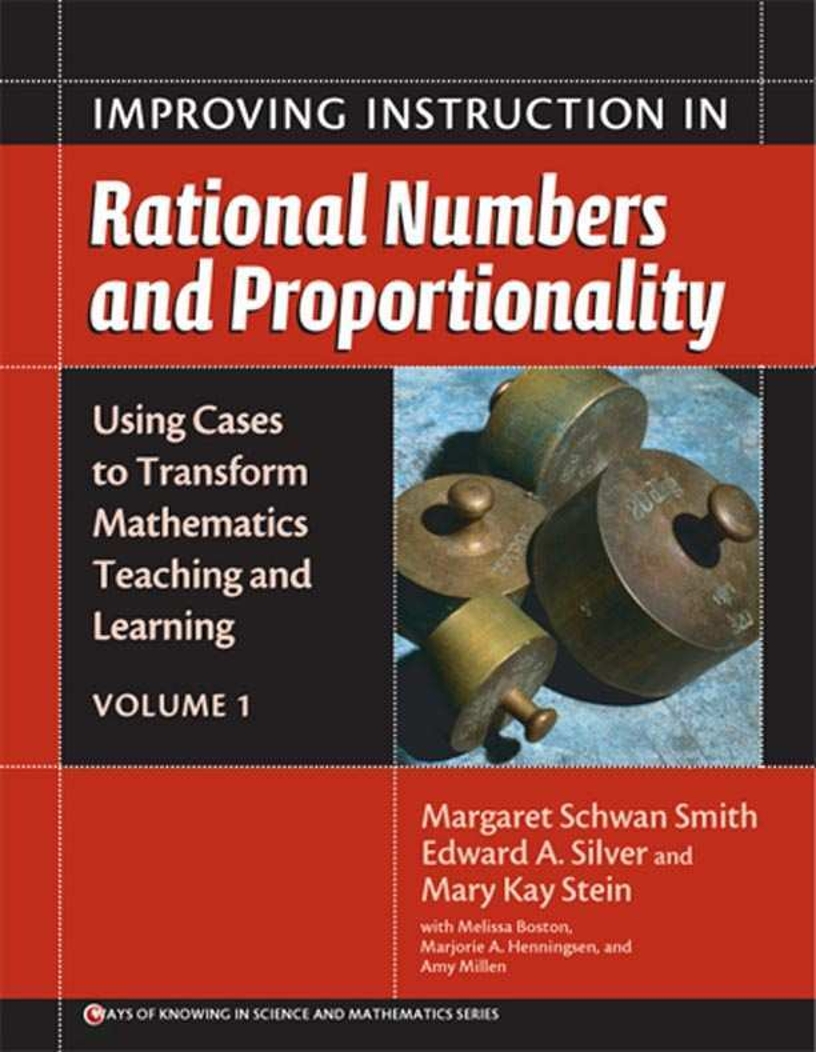 IMPROVING INSTRUCTION IN
Rational Numbers
and Proportionality
Using Cases
to Transform
Mathematics
Teaching and
Learning
VOLUME 1
Margaret Schwan Smith
Edward A. Silver and
Mary Kay Stein
with Melissa Boston,
Marjorie A. Henningsen, and
Amy Millen
WAYS OF KNOWING IN SCIENCE AND MATHEMATICS SERIES